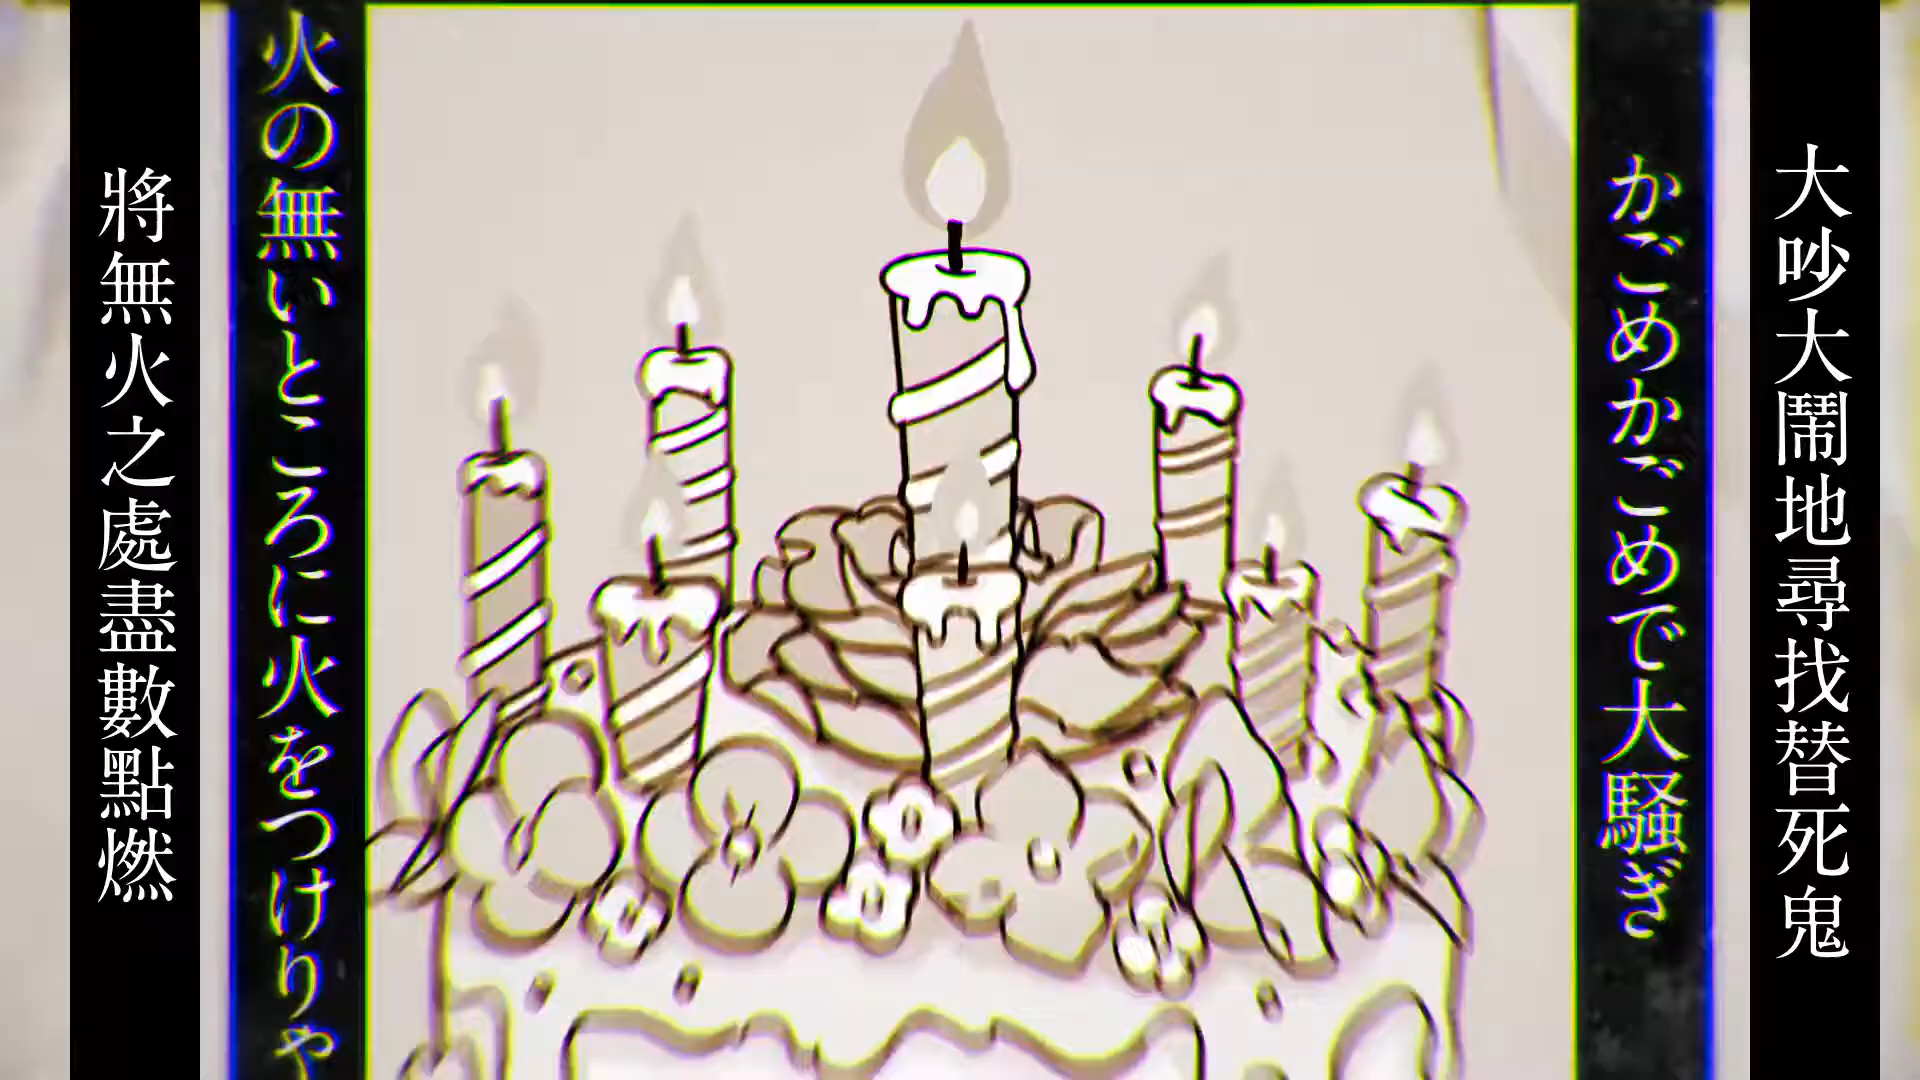 大吵大鬧地尋找替死鬼
かごめかごめで大騒ぎ
火の無いところに火をつけりゃ
將無火之處盡數點燃